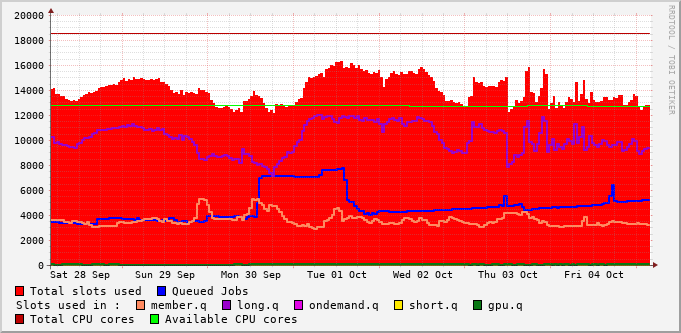 20000
18000
16000
14000
12000
10000
8000
6000
4000
2000
0
Sat 28 Sep Sun 29 Sep Mon 30 Sep Tue 01 Oct Wed 02 Oct Thu 03 Oct Fri 04 Oct
Total slots used Queued Jobs
Slots used in : member.q long.q ondemand.q short.q gpu.q
Total CPU cores Available CPU cores
RRDTOOL / TOBI OETIKER